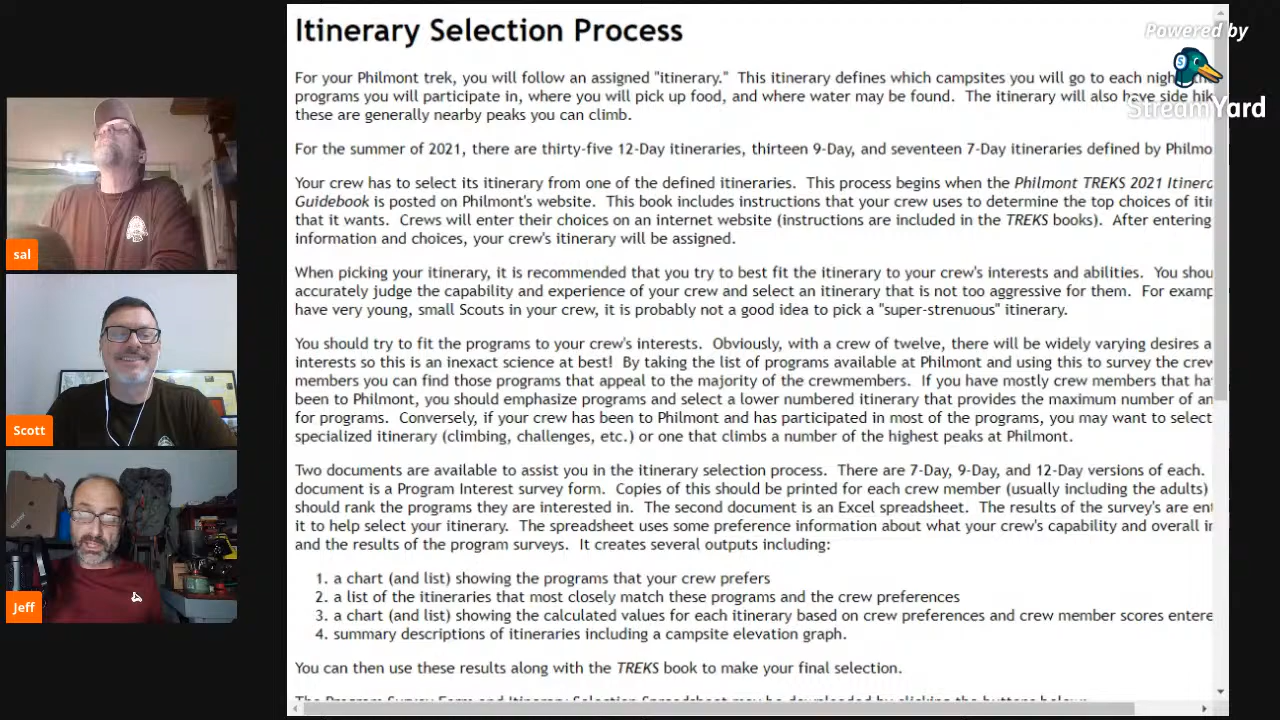 Itinerary Selection Process
Powered by
For your Philmont trek, you will follow an assigned "itinerary." This itinerary defines which campsites you will go to each night,
programs you will participate in, where you will pick up food, and where water may be found. The itinerary will also have side
StreamYard
these are generally nearby peaks you can climb.
For the summer of 2021, there are thirty-five 12-Day itineraries, thirteen 9-Day, and seventeen 7-Day itineraries defined by Philmo
Your crew has to select its itinerary from one of the defined itineraries. This process begins when the Philmont TREKS 2021 Itinera
Guidebook is posted on Philmont's website. This book includes instructions that your crew uses to determine the top choices of itin
that it wants. Crews will enter their choices on an internet website (instructions are included in the TREKS books). After entering
information and choices, your crew's itinerary will be assigned.
sal
When picking your itinerary, it is recommended that you try to best fit the itinerary to your crew's interests and abilities. You shou
accurately judge the capability and experience of your crew and select an itinerary that is not too aggressive for them. For examp
have very young, small Scouts in your crew, it is probably not a good idea to pick a "super-strenuous" itinerary.
You should try to fit the programs to your crew's interests. Obviously, with a crew of twelve, there will be widely varying desires a
interests so this is an inexact science at best! By taking the list of programs available at Philmont and using this to survey the crew
members you can find those programs that appeal to the majority of the crewmembers. If you have mostly crew members that hav
been to Philmont, you should emphasize programs and select a lower numbered itinerary that provides the maximum number of an
for programs. Conversely, if your crew has been to Philmont and has participated in most of the programs, you may want to select
specialized itinerary (climbing, challenges, etc.) or one that climbs a number of the highest peaks at Philmont.
Scott
Two documents are available to assist you in the itinerary selection process. There are 7-Day, 9-Day, and 12-Day versions of each.
document is a Program Interest survey form. Copies of this should be printed for each crew member (usually including the adults)
should rank the programs they are interested in. The second document is an Excel spreadsheet. The results of the survey's are ent
it to help select your itinerary. The spreadsheet uses some preference information about what your crew's capability and overall in
and the results of the program surveys. It creates several outputs including:
1. a chart (and list) showing the programs that your crew prefers
2. a list of the itineraries that most closely match these programs and the crew preferences
3. a chart (and list) showing the calculated values for each itinerary based on crew preferences and crew member scores entere
4. summary descriptions of itineraries including a campsite elevation graph.
Jeff
You can then use these results along with the TREKS book to make your final selection.
The Program Survey Form and Itinerary Selection Spreadsheet may be downloaded by clicking the buttons below: